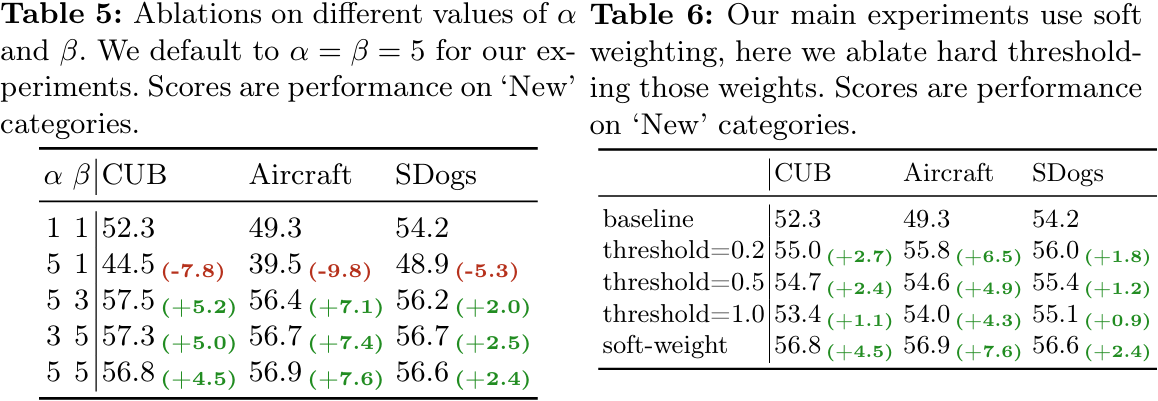 Table 5: Ablations on different values of α
and β. We default to α = β = 5 for our ex-
periments. Scores are performance on ‘New’
categories.
α β CUB Aircraft SDogs
1 1 52.3 49.3 54.2
5 1 44.5 (-7.8) 39.5 (-9.8) 48.9 (-5.3)
5 3 57.5 (+5.2) 56.4 (+7.1) 56.2 (+2.0)
3 5 57.3 (+5.0) 56.7 (+7.4) 56.7 (+2.5)
5 5 56.8 (+4.5) 56.9 (+7.6) 56.6 (+2.4)
Table 6: Our main experiments use soft
weighting, here we ablate hard threshold-
ing those weights. Scores are performance
on ‘New’ categories.
CUB Aircraft SDogs
baseline 52.3 49.3 54.2
threshold=0.2 55.0 (+2.7) 55.8 (+6.5) 56.0 (+1.8)
threshold=0.5 54.7 (+2.4) 54.6 (+4.9) 55.4 (+1.2)
threshold=1.0 53.4 (+1.1) 54.0 (+4.3) 55.1 (+0.9)
soft-weight 56.8 (+4.5) 56.9 (+7.6) 56.6 (+2.4)